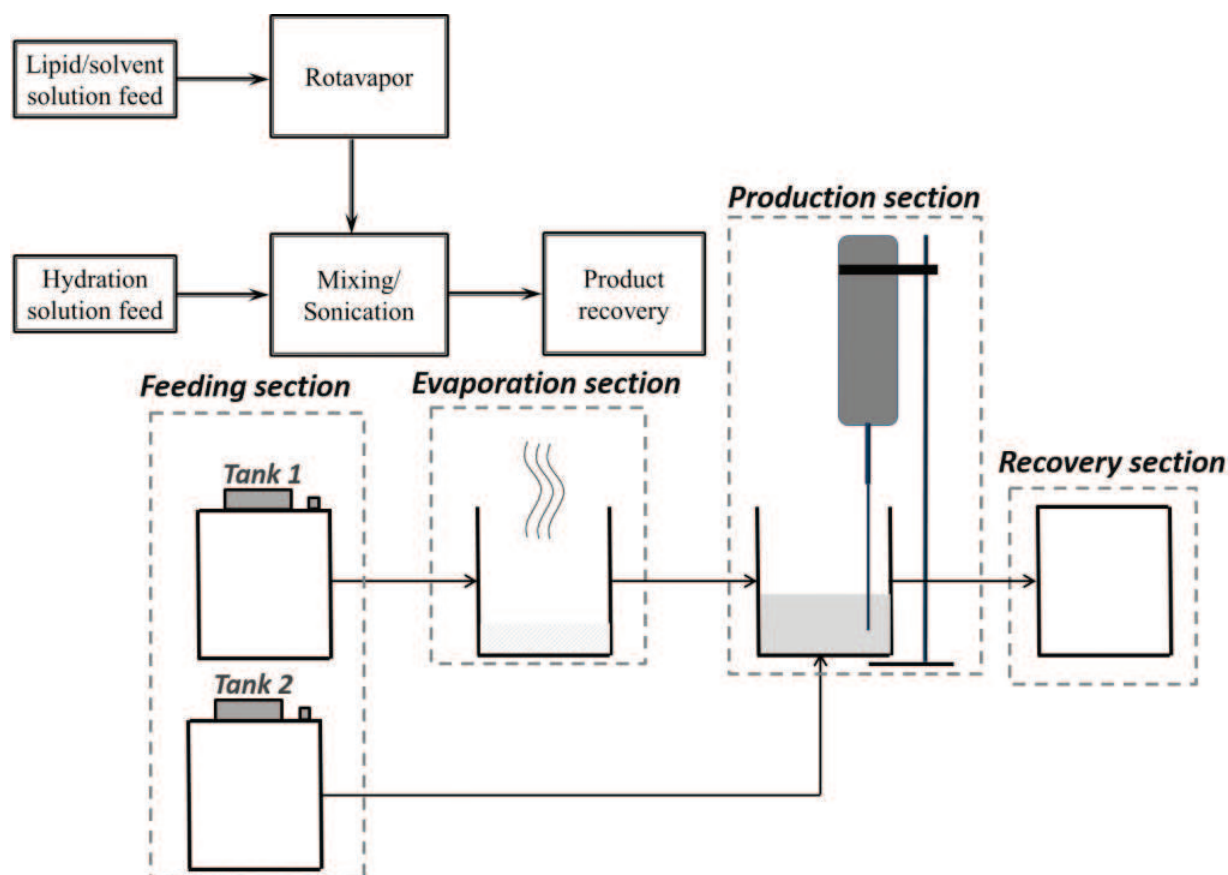 Lipid/solvent
solution feed
Rotavapor
Hydration
solution feed
Mixing/
Sonication
Product
recovery
Production section
Feeding section
Evaporation section
Recovery section
Tank 1
Tank 2